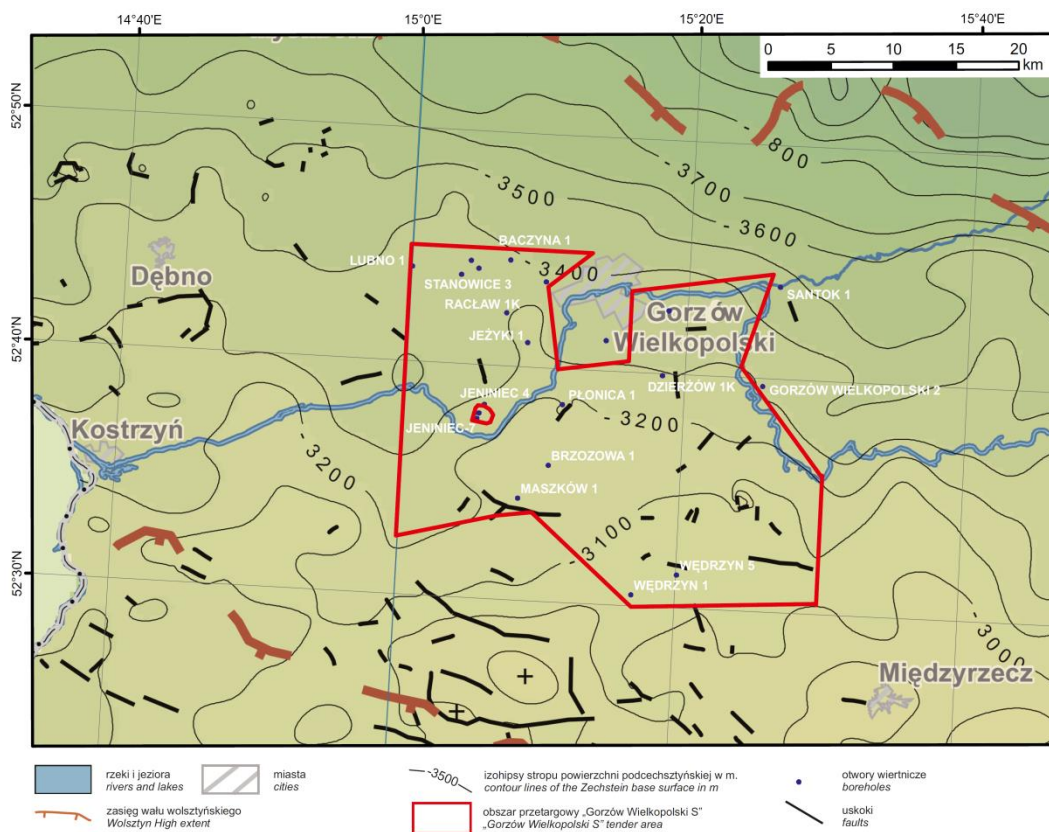 14°40'E
15°0'E
15°20'E
15°40'E
0 5 10 15 20
km
52°50'N
52°40'N
52°30'N
- 800
- 3700
- 3600
- 3500
- 3400
- 3200
- 3200
- 3100
- 3000
Dębno
Kostrzyń
Gorzów
Wielkopolski
Międzyrzecz
LUBNO 1
BACZYNA 1
STANOWICE 3
RACŁAW 1K
JEŻYKI 1
SANTOK 1
JENINIEC 4
JENINIEC-7
PŁONICA 1
DZIERŻÓW 1K
GORZÓW WIELKOPOLSKI 2
BRZOZOWA 1
MASZKÓW 1
WĘDRZYN 5
WĘDRZYN 1
+
+
rzeki i jeziora
rivers and lakes
miasta
cities
-3500
izohipsy stropu powierzchni podcechsztyńskiej w m.
contour lines of the Zechstein base surface in m
otwory wiertnicze
boreholes
zasięg wału wolsztyńskiego
Wolsztyn High extent
obszar przetargowy „Gorzów Wielkopolski S”
„Gorzów Wielkopolski S” tender area
uskoki
faults